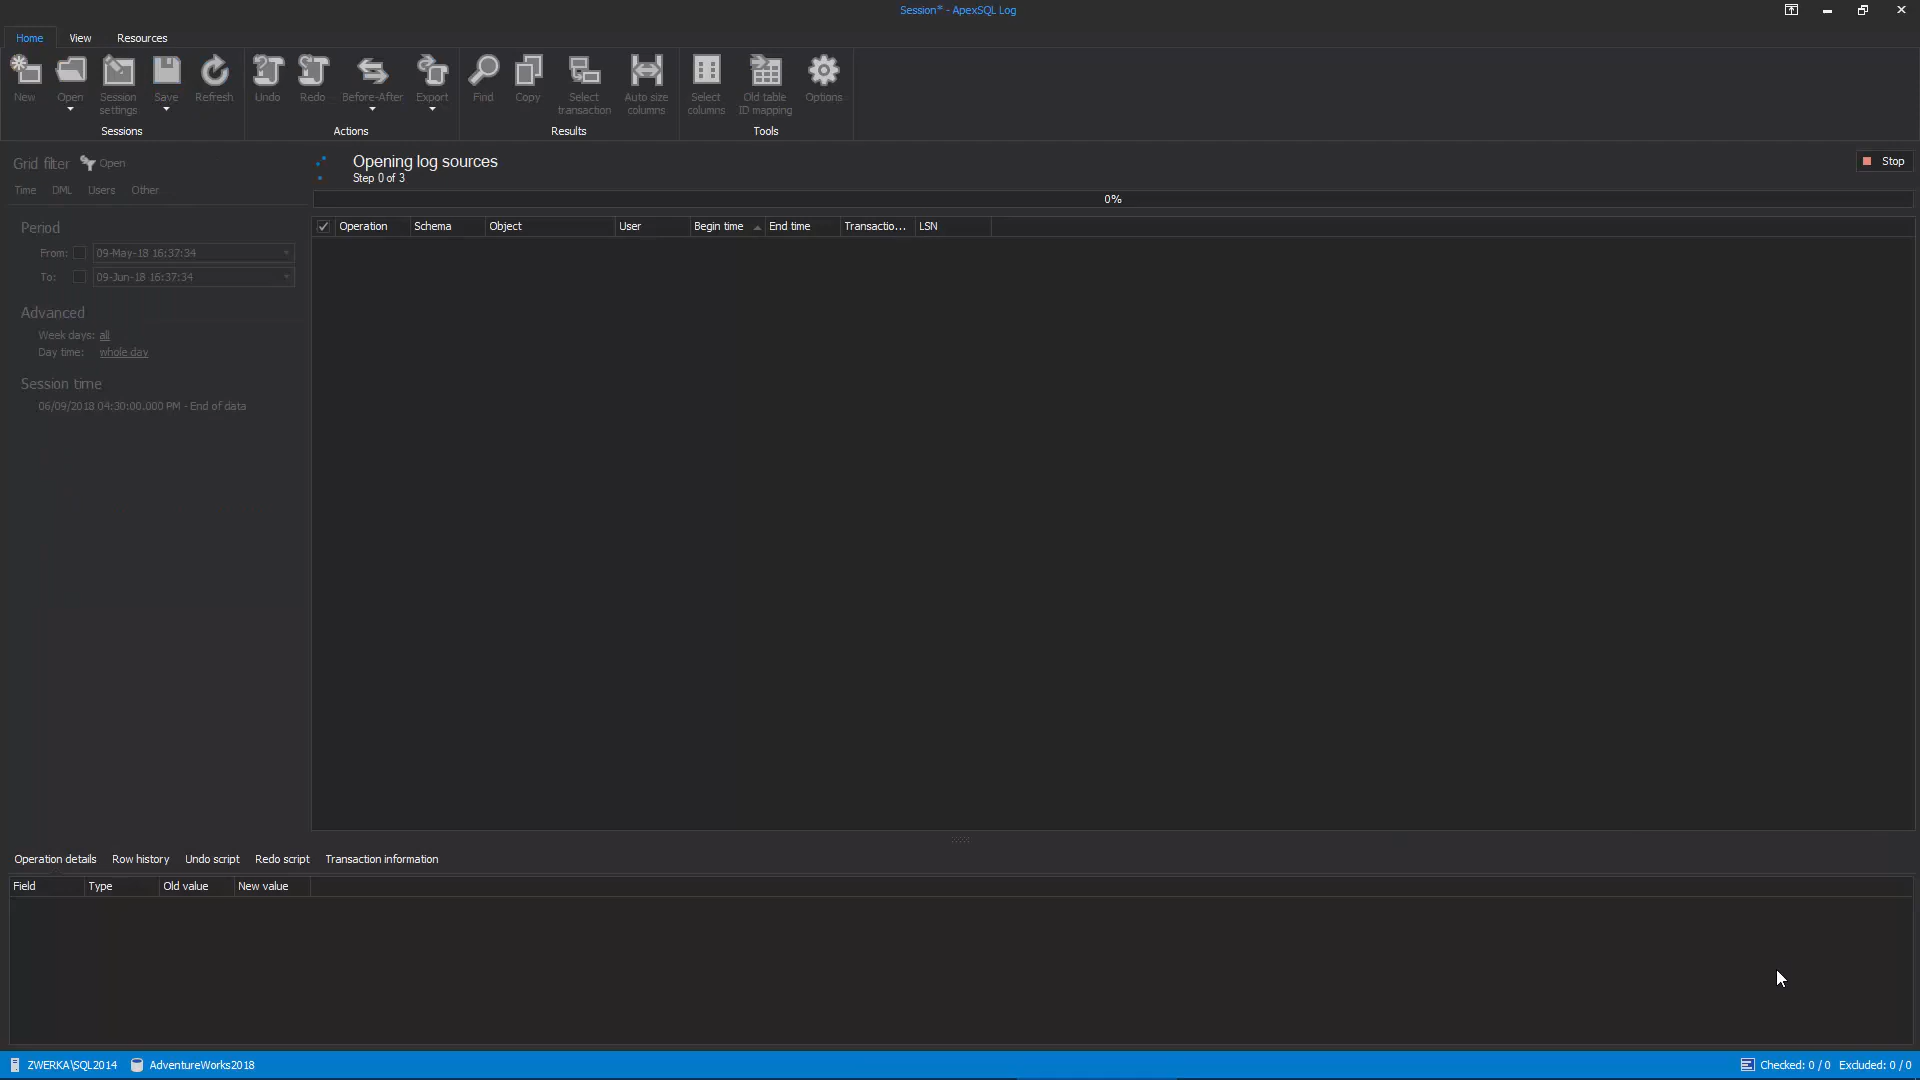 Session* - ApexSQL Log
Home View Resources
New Open Session settings Save Refresh Undo Redo Before-After Export Find Copy Select transaction Auto size columns Select columns Old table ID mapping Options
Sessions Actions Results Tools
Grid filter Open
Time DML Users Other
Opening log sources
Step 0 of 3
Stop
0%
Operation Schema Object User Begin time End time Transactio... LSN
Period
From: 09-May-18 16:37:34
To: 09-Jun-18 16:37:34
Advanced
Week days: all
Day time: whole day
Session time
06/09/2018 04:30:00.000 PM - End of data
Operation details Row history Undo script Redo script Transaction information
Field Type Old value New value
ZWERKA\SQL2014 AdventureWorks2018 Checked: 0 / 0 Excluded: 0 / 0